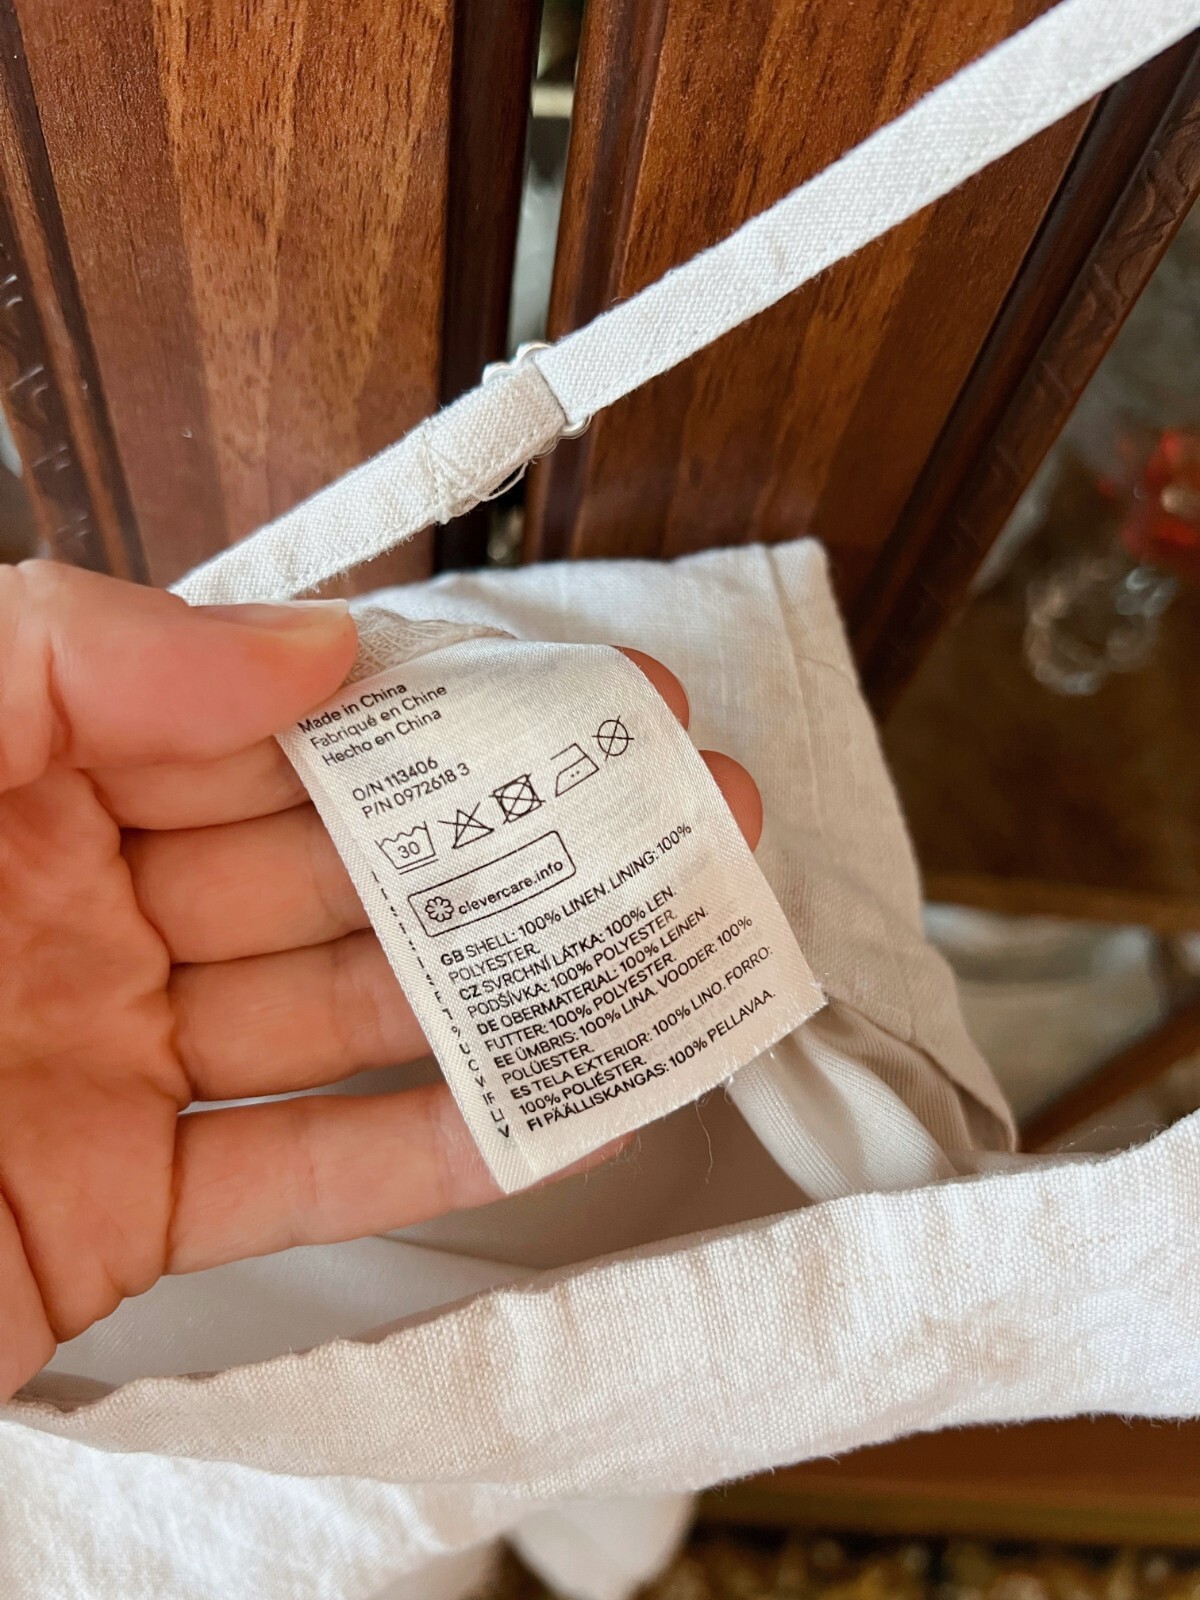 Made in China
Fabriqué en Chine
Hecho en China
O/N 113406
P/N 0972618 3
30
clevercare.info
GB SHELL: 100% LINEN. LINING: 100%
POLYESTER.
CZ SVRCHNÍ LÁTKA: 100% LEN.
PODŠÍVKA: 100% POLYESTER.
DE OBERMATERIAL: 100% LEINEN.
FUTTER: 100% POLYESTER.
EE ÜMBRIS: 100% LINA. VOODER: 100%
POLÜESTER.
ES TELA EXTERIOR: 100% LINO. FORRO:
100% POLIÉSTER.
FI PÄÄLLISKANGAS: 100% PELLAVAA.